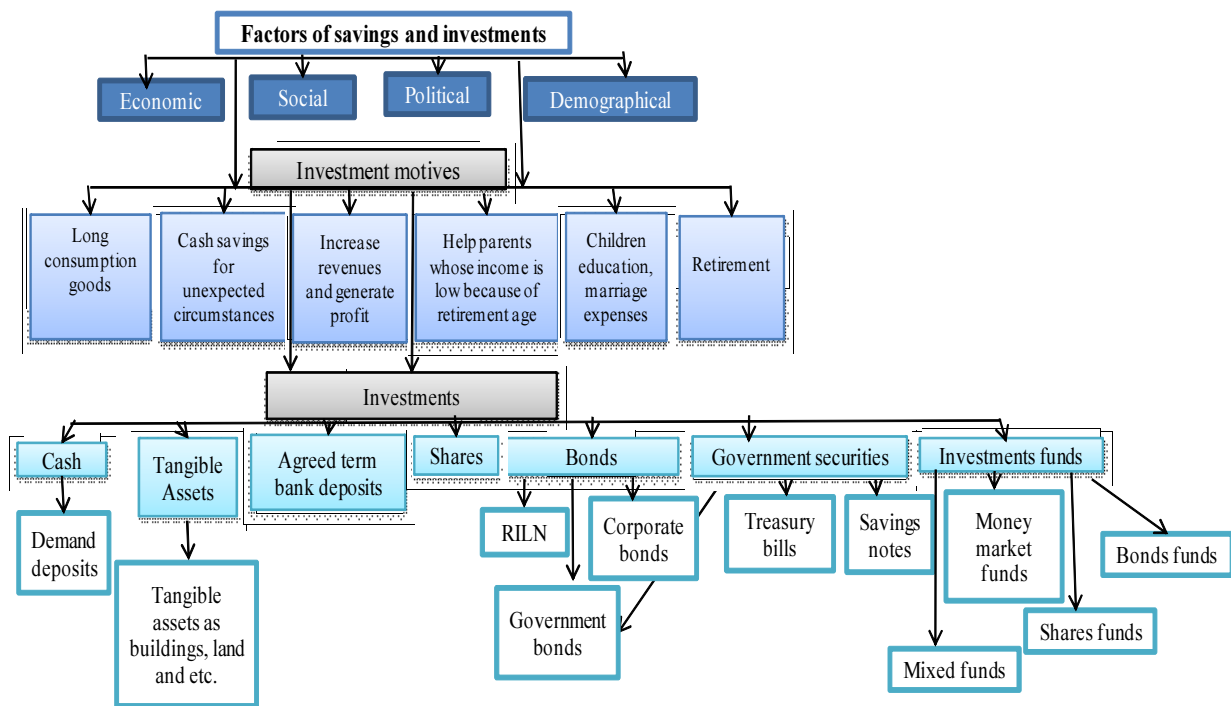 Factors of savings and investments
Economic
Social
Political
Demographical
Investment motives
Long
consumption
goods
Cash savings
for
unexpected
circumstances
Increase
revenues
and generate
profit
Help parents
whose income is
low because of
retirement age
Children
education,
marriage
expenses
Retirement
Investments
Cash
Tangible
Assets
Agreed term
bank deposits
Shares
Bonds
Government securities
Investments funds
Demand
deposits
Tangible
assets as
buildings, land
and etc.
RILN
Government
bonds
Corporate
bonds
Treasury
bills
Savings
notes
Mixed funds
Money
market
funds
Shares funds
Bonds funds